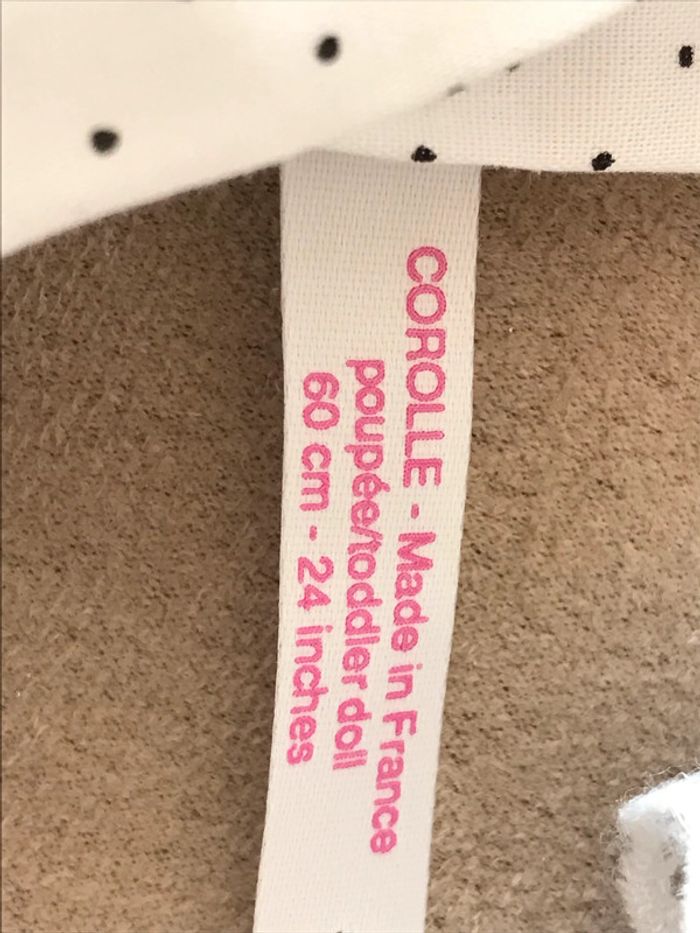 COROLLE - Made in France
poupée/toddler doll
60 cm - 24 inches